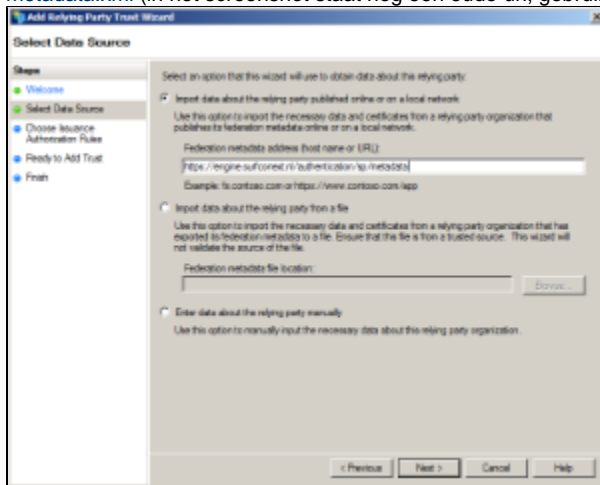 Add Relying Party Trust Wizard
Select Data Source
Steps
Welcome
Select Data Source
Choose Issuance
Authorization Rules
Ready to Add Trust
Finish
Select an option that this wizard will use to obtain data about this relying party:
Import data about the relying party published online or on a local network
Use this option to import the necessary data and certificates from a relying party organization that
publishes its federation metadata online or on a local network.
Federation metadata address (host name or URL):
https://engine.surfconext.nl/authentication/sp/metadata
Example: fs.contoso.com or https://www.contoso.com/app
Import data about the relying party from a file
Use this option to import the necessary data and certificates from a relying party organization that has
exported its federation metadata to a file. Ensure that this file is from a trusted source. This wizard will
not validate the source of the file.
Federation metadata file location:
Browse...
Enter data about the relying party manually
Use this option to manually input the necessary data about this relying party organization.
< Previous
Next >
Cancel
Help